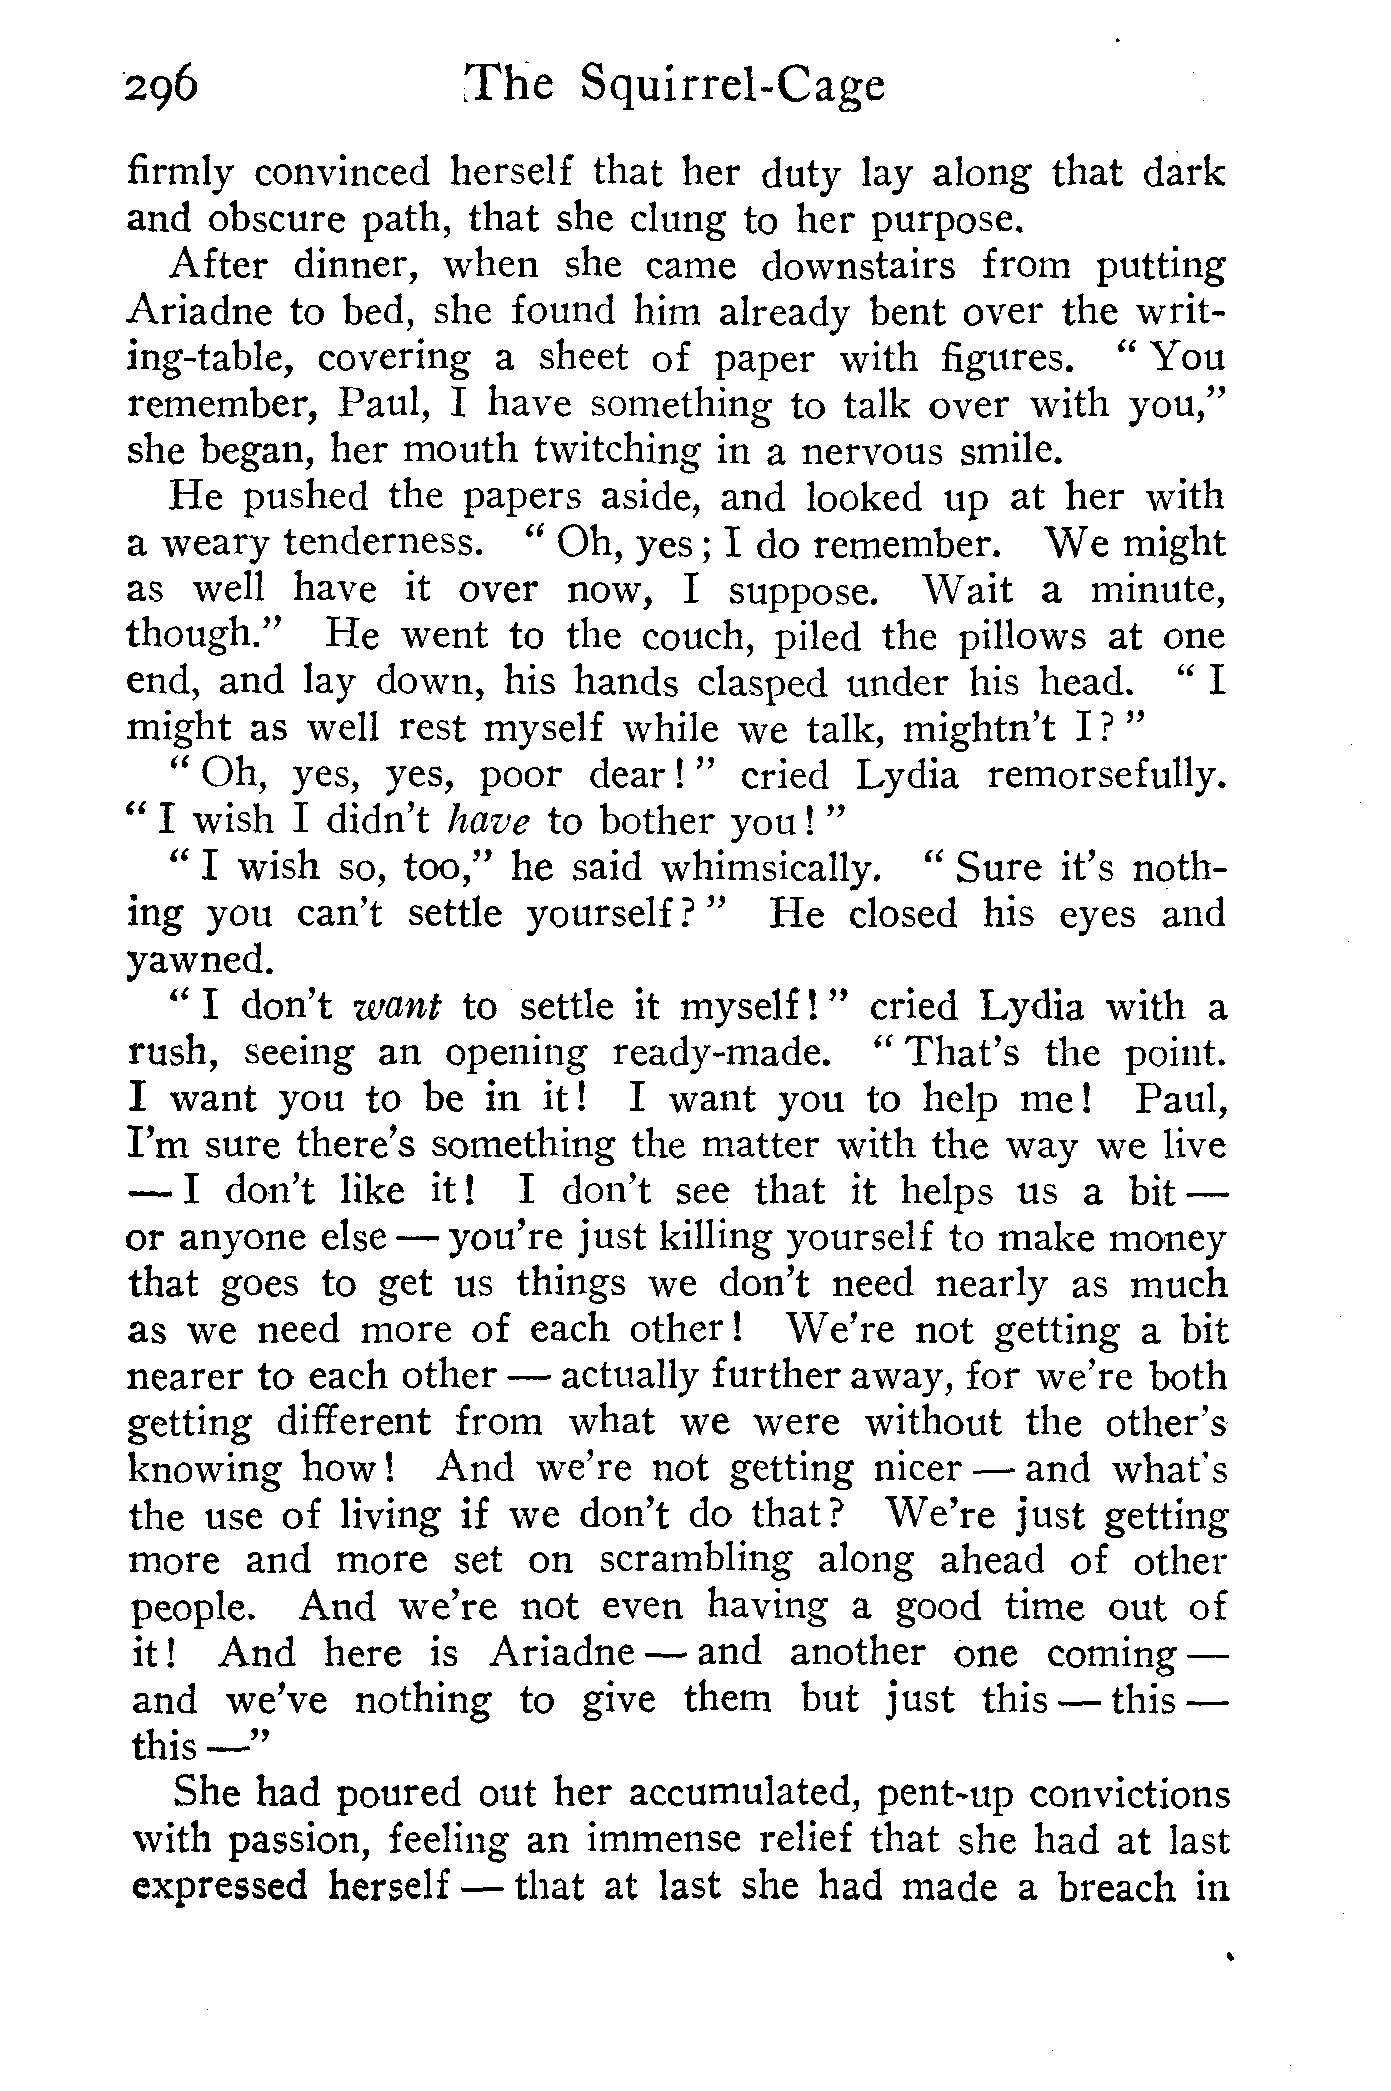 296 The Squirrel-Cage
firmly convinced herself that her duty lay along that dark
and obscure path, that she clung to her purpose.
After dinner, when she came downstairs from putting
Ariadne to bed, she found him already bent over the writ-
ing-table, covering a sheet of paper with figures. " You
remember, Paul, I have something to talk over with you,"
she began, her mouth twitching in a nervous smile.
He pushed the papers aside, and looked up at her with
a weary tenderness. " Oh, yes ; I do remember. We might
as well have it over now, I suppose. Wait a minute,
though." He went to the couch, piled the pillows at one
end, and lay down, his hands clasped under his head. " I
might as well rest myself while we talk, mightn't I ? "
" Oh, yes, yes, poor dear ! " cried Lydia remorsefully.
" I wish I didn't have to bother you ! "
" I wish so, too," he said whimsically. " Sure it's noth-
ing you can't settle yourself ? " He closed his eyes and
yawned.
" I don't want to settle it myself ! " cried Lydia with a
rush, seeing an opening ready-made. " That's the point.
I want you to be in it ! I want you to help me ! Paul,
I'm sure there's something the matter with the way we live
— I don't like it ! I don't see that it helps us a bit —
or anyone else — you're just killing yourself to make money
that goes to get us things we don't need nearly as much
as we need more of each other ! We're not getting a bit
nearer to each other — actually further away, for we're both
getting different from what we were without the other's
knowing how ! And we're not getting nicer — and what's
the use of living if we don't do that ? We're just getting
more and more set on scrambling along ahead of other
people. And we're not even having a good time out of
it ! And here is Ariadne — and another one coming —
and we've nothing to give them but just this — this —
this —"
She had poured out her accumulated, pent-up convictions
with passion, feeling an immense relief that she had at last
expressed herself — that at last she had made a breach in